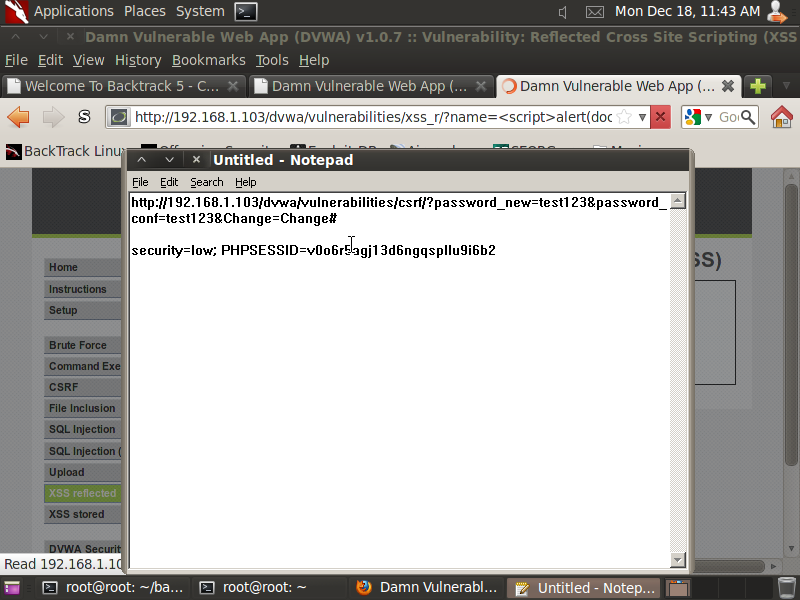 Applications Places System Mon Dec 18, 11:43 AM
Damn Vulnerable Web App (DVWA) v1.0.7 :: Vulnerability: Reflected Cross Site Scripting (XSS
File Edit View History Bookmarks Tools Help
Welcome To Backtrack 5 - C... Damn Vulnerable Web App (... Damn Vulnerable Web App (...
http://192.168.1.103/dvwa/vulnerabilities/xss_r/?name=<script>alert(doc
BackTrack Linu
Untitled - Notepad
File Edit Search Help
http://192.168.1.103/dvwa/vulnerabilities/csrf/?password_new=test123&password_
conf=test123&Change=Change#
security=low; PHPSESSID=v0o6r5agj13d6ngqspllu9i6b2
SS)
Home
Instructions
Setup
Brute Force
Command Exe
CSRF
File Inclusion
SQL Injection
SQL Injection (
Upload
XSS reflected
XSS stored
DVWA Securit
Read 192.168.1.10
root@root: ~/ba... root@root: ~ Damn Vulnerabl... Untitled - Notep...